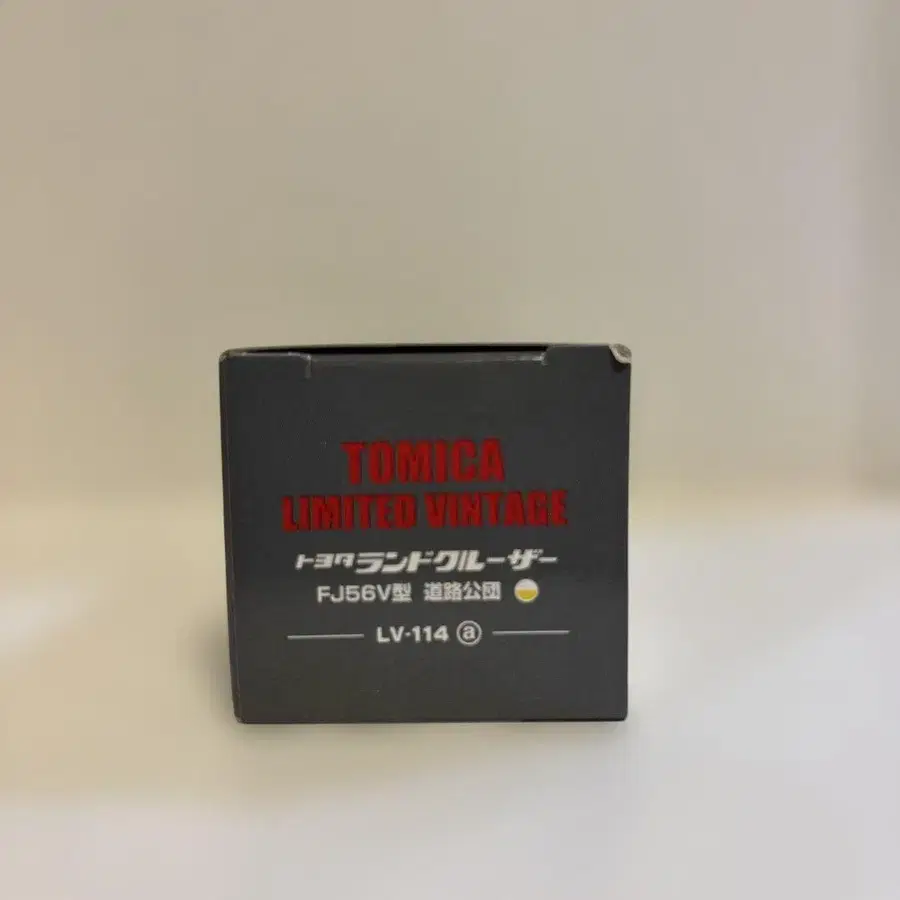 TOMICA
LIMITED VINTAGE
トヨタ ランドクルーザー
FJ56V型 道路公団
LV-114 ⓐ